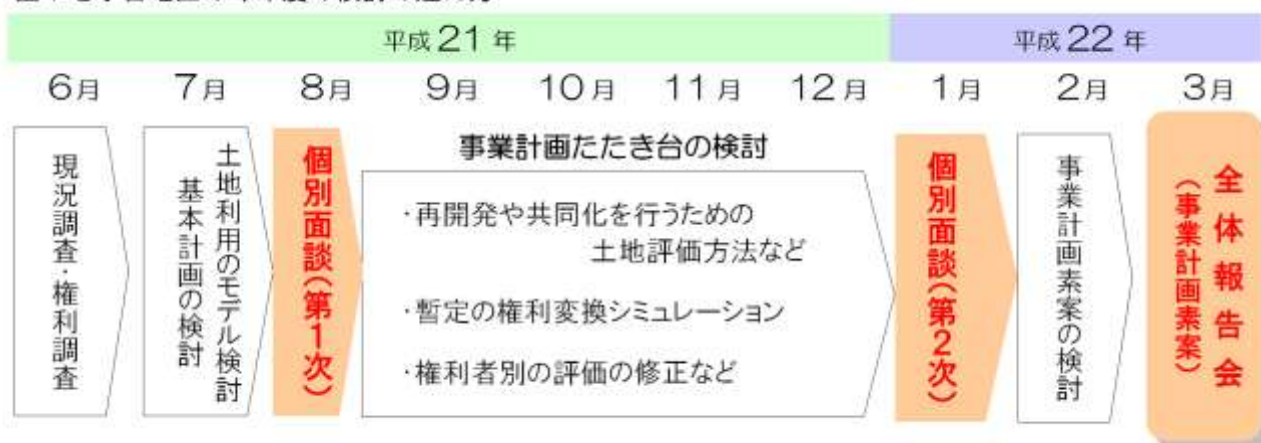 平成21年
平成22年
6月
7月
8月
9月
10月
11月
12月
1月
2月
3月
現況調査・権利調査
土地利用のモデル検討
基本計画の検討
個別面談(第1次)
事業計画たたき台の検討
・再開発や共同化を行うための
土地評価方法など
・暫定の権利変換シミュレーション
・権利者別の評価の修正など
個別面談(第2次)
事業計画素案の検討
全体報告会
(事業計画素案)